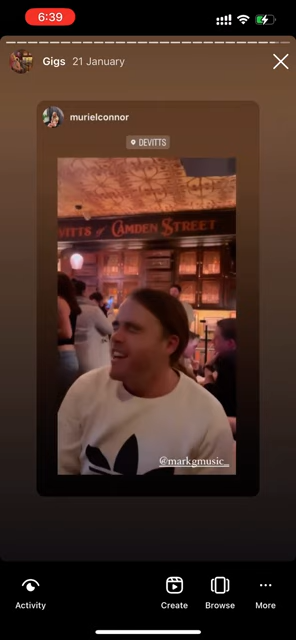 6:39
Gigs 21 January
murielconnor
DEVITTS
VITTS of CAMDEN STREET
@markgmusic_
Activity
Create
Browse
More